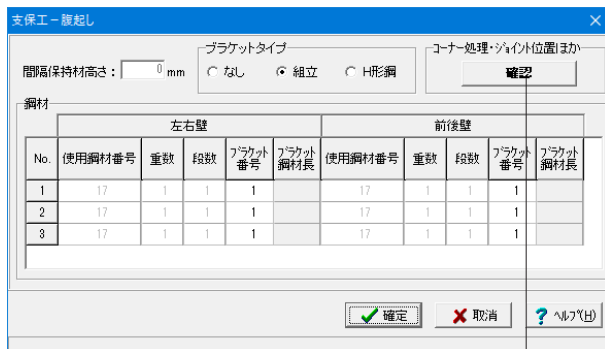 支保工－腹起し
間隔保持材高さ： 0 mm
ブラケットタイプ
なし 組立 H形鋼
コーナー処理・ジョイント位置ほか
確認
鋼材
左右壁 前後壁
No. 使用鋼材番号 重数 段数 ブラケット番号 ブラケット鋼材長 使用鋼材番号 重数 段数 ブラケット番号 ブラケット鋼材長
1 17 1 1 1 17 1 1 1
2 17 1 1 1 17 1 1 1
3 17 1 1 1 17 1 1 1
確定 取消 ヘルプ(H)